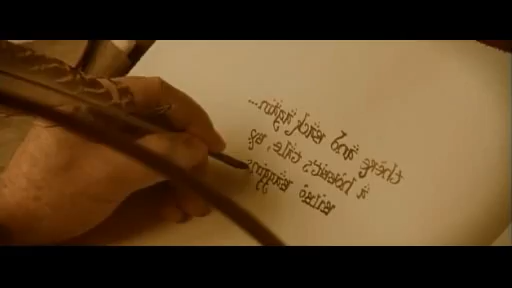 There and back again...
A hobbit's tale, by
Bilbo Baggins